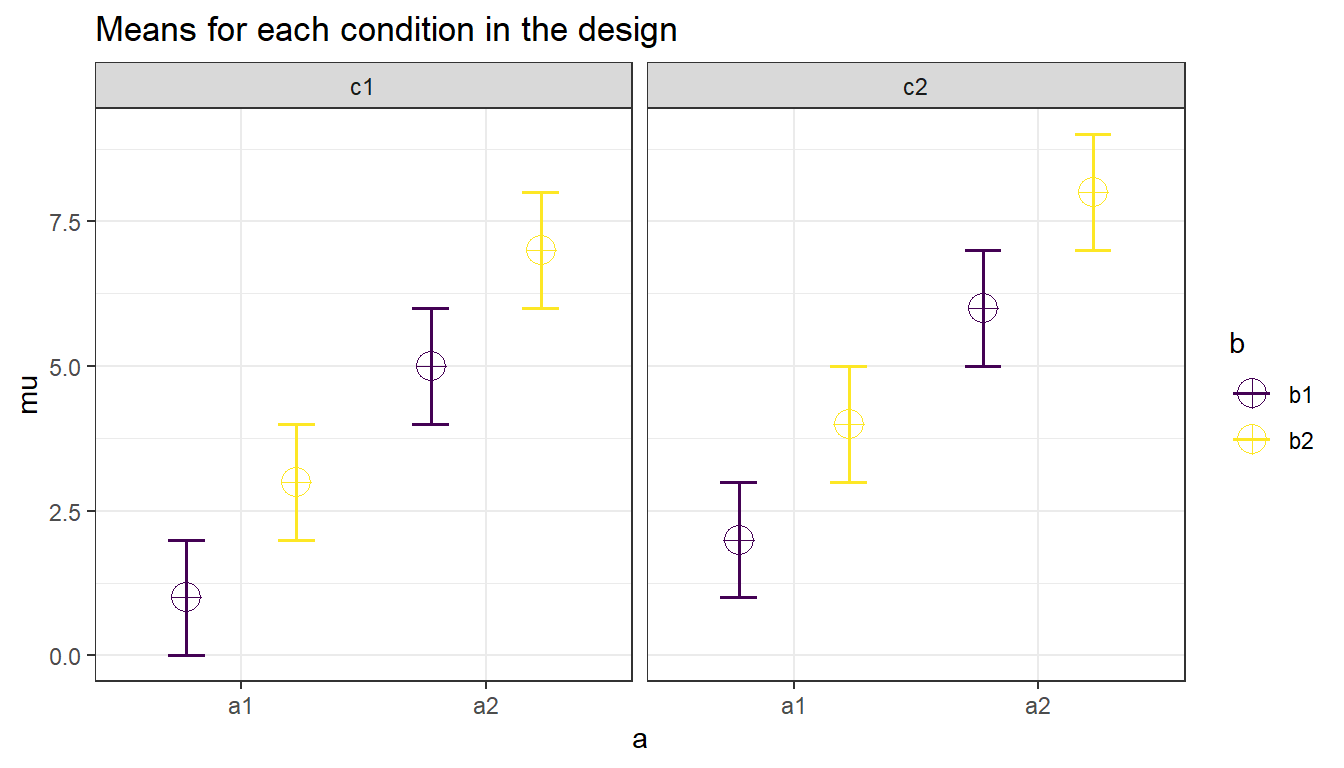 Means for each condition in the design
c1
c2
7.5
5.0
2.5
0.0
mu
a1
a2
a1
a2
a
b
b1
b2